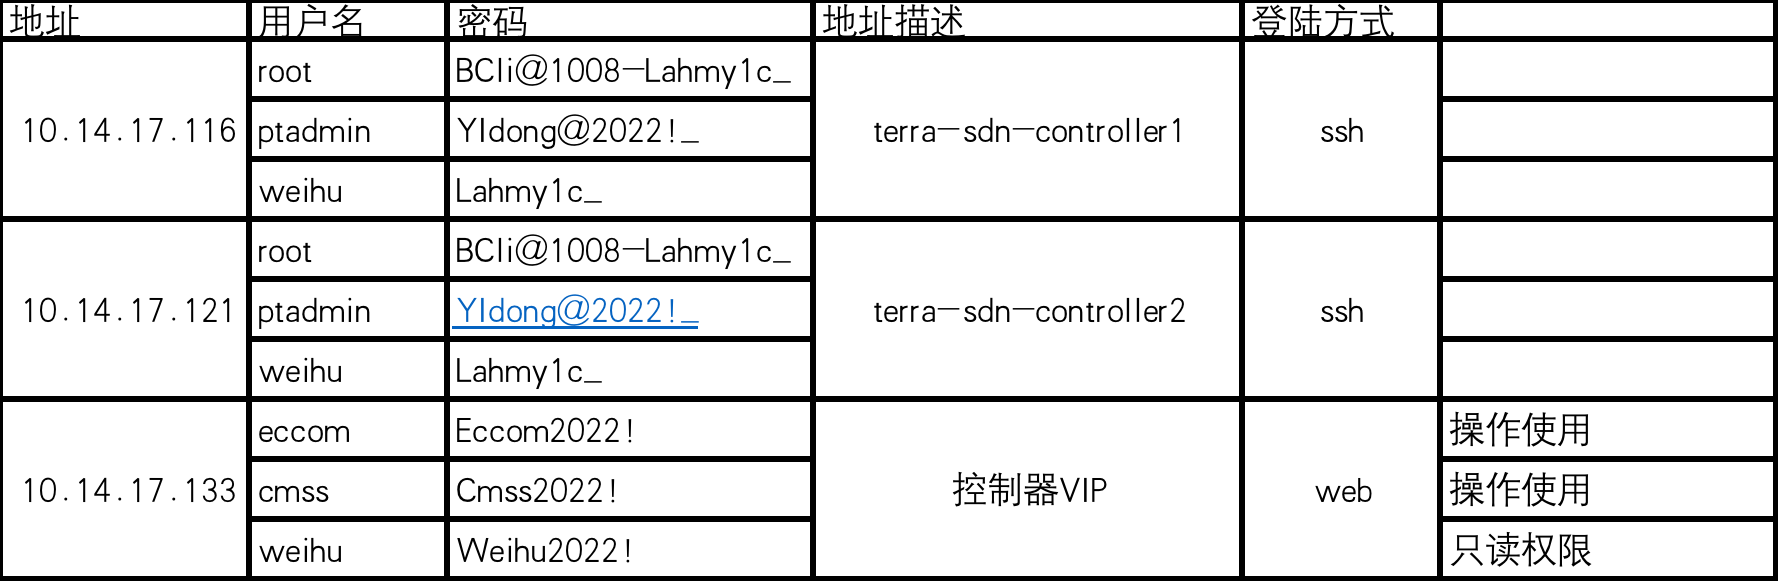 地址 用户名 密码 地址描述 登陆方式
root BCli@1008-Lahmy1c_
10.14.17.116 ptadmin YIdong@2022!_ terra-sdn-controller1 ssh
weihu Lahmy1c_
root BCli@1008-Lahmy1c_
10.14.17.121 ptadmin YIdong@2022!_ terra-sdn-controller2 ssh
weihu Lahmy1c_
eccom Eccom2022! 操作使用
10.14.17.133 cmss Cmss2022! 控制器VIP web 操作使用
weihu Weihu2022! 只读权限